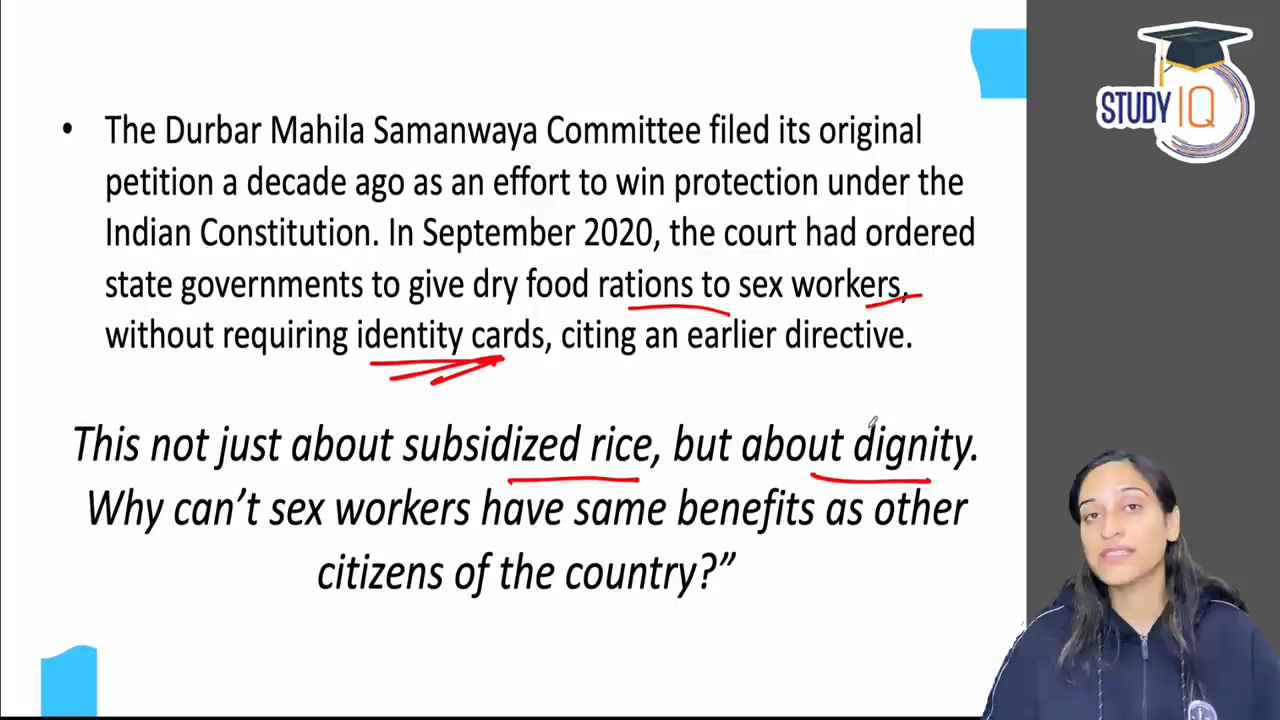 • The Durbar Mahila Samanwaya Committee filed its original
petition a decade ago as an effort to win protection under the
Indian Constitution. In September 2020, the court had ordered
state governments to give dry food rations to sex workers,
without requiring identity cards, citing an earlier directive.
This not just about subsidized rice, but about dignity.
Why can't sex workers have same benefits as other
citizens of the country?”
STUDY IQ